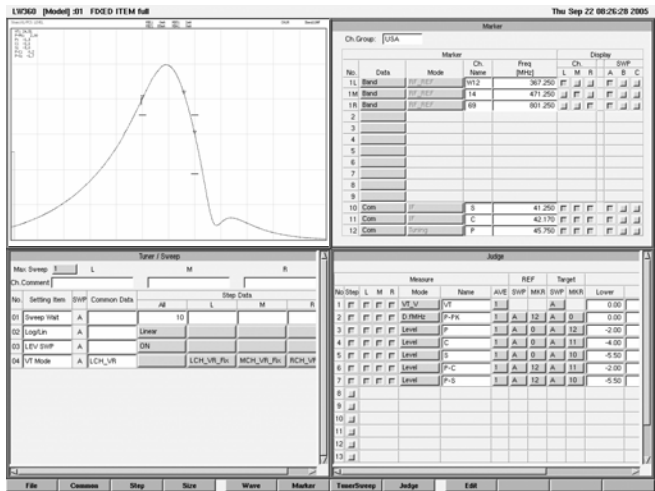 LW360 [Model] :01 FIXED ITEM full
Thu Sep 22 08:26:28 2005
Marker
Ch.Group: USA
Marker Display
Ch. Freq Ch. SWP
No. Data Mode Name [MHz] L M R A B C
1L Band RF_REF W12 367.250
1M Band RF_REF 14 471.250
1R Band RF_REF 69 801.250
2
3
4
5
6
7
8
9
10 Com IF S 41.250
11 Com IF C 42.170
12 Com Tuning P 45.750
Tuner / Sweep
Max Sweep 1 L M R
Ch.Comment
No Setting Item SWP Common Data Step Data
All L M R
01 Sweep Wait A 10
02 Log/Lin A Linear
03 LEV SWP A ON
04 VT Mode A LCH_VR LCH_VR_Fix MCH_VR_Fix RCH_VR
Judge
Measure REF Target
No Step L M R Mode Name AVE SWP MKR SWP MKR Lower
1 VT_V VT 1 A 0.00
2 D.fMHz P-FK 1 A 12 A 0 0.00
3 Level P 1 A 0 A 12 -2.00
4 Level C 1 A 0 A 11 -4.00
5 Level S 1 A 0 A 10 -5.50
6 Level P-C 1 A 12 A 11 -2.00
7 Level P-S 1 A 12 A 10 -5.50
8
9
10
11
12
13
File Common Step Size Wave Marker TunerSweep Judge Edit